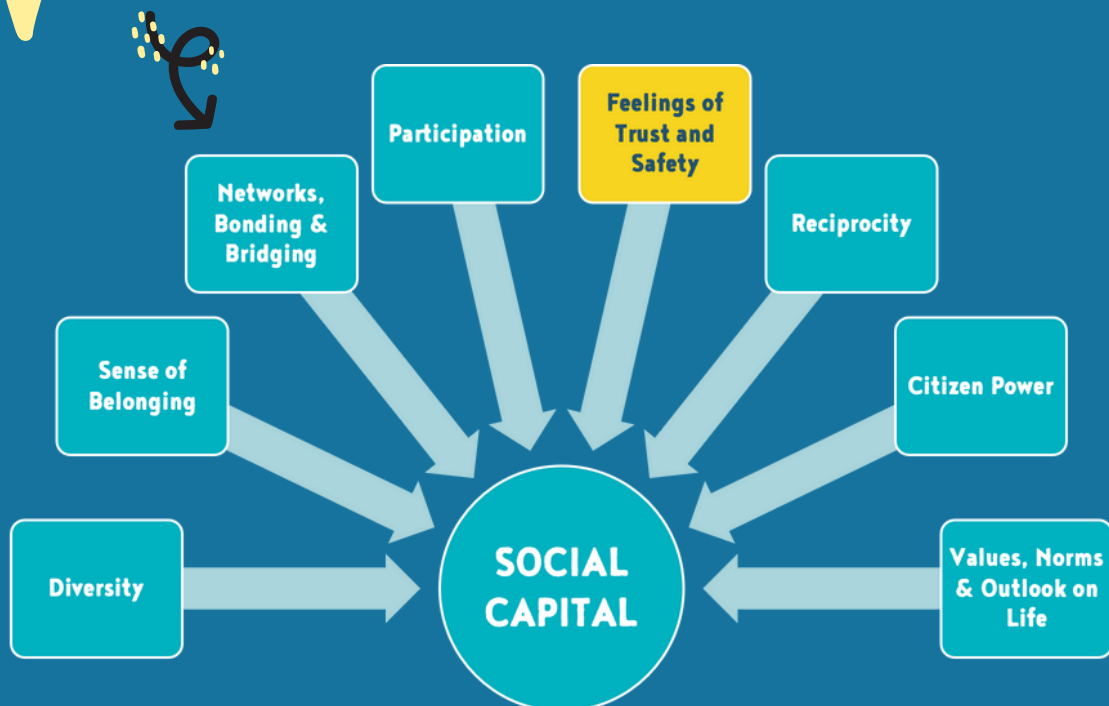 Participation
Feelings of
Trust and
Safety
Networks,
Bonding &
Bridging
Reciprocity
Sense of
Belonging
Citizen Power
Diversity
Values, Norms
& Outlook on
Life
SOCIAL
CAPITAL